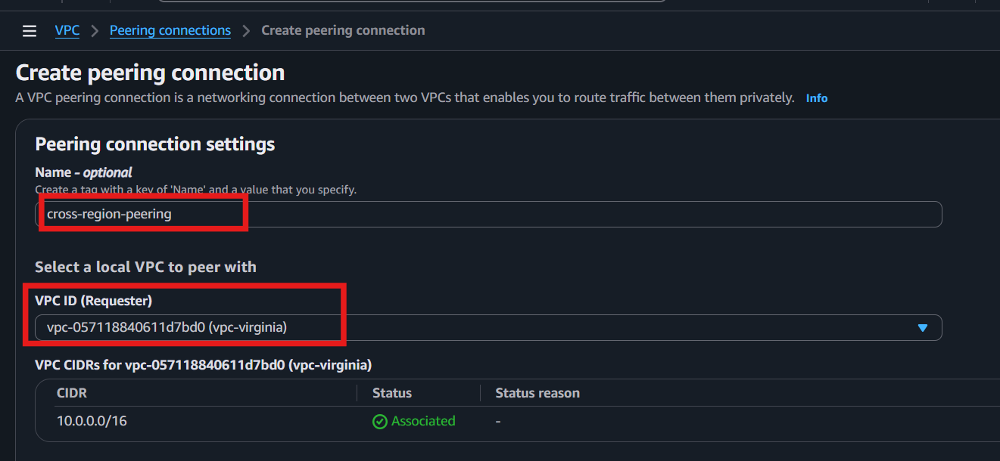 VPC > Peering connections > Create peering connection
Create peering connection
A VPC peering connection is a networking connection between two VPCs that enables you to route traffic between them privately. Info
Peering connection settings
Name - optional
Create a tag with a key of 'Name' and a value that you specify.
cross-region-peering
Select a local VPC to peer with
VPC ID (Requester)
vpc-057118840611d7bd0 (vpc-virginia)
VPC CIDRs for vpc-057118840611d7bd0 (vpc-virginia)
CIDR Status Status reason
10.0.0.0/16 Associated -